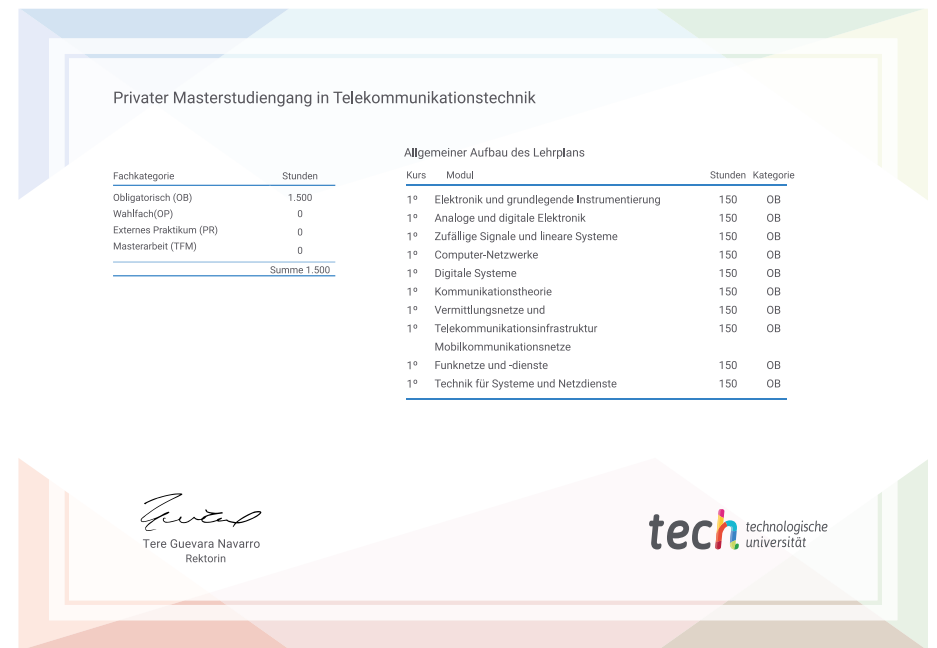 Privater Masterstudiengang in Telekommunikationstechnik
Fachkategorie Stunden
Obligatorisch (OB) 1.500
Wahlfach(OP) 0
Externes Praktikum (PR) 0
Masterarbeit (TFM) 0
Summe 1.500
Allgemeiner Aufbau des Lehrplans
Kurs Modul Stunden Kategorie
1º Elektronik und grundlegende Instrumentierung 150 OB
1º Analoge und digitale Elektronik 150 OB
1º Zufällige Signale und lineare Systeme 150 OB
1º Computer-Netzwerke 150 OB
1º Digitale Systeme 150 OB
1º Kommunikationstheorie 150 OB
1º Vermittlungsnetze und 150 OB
1º Telekommunikationsinfrastruktur 150 OB
Mobilkommunikationsnetze
1º Funknetze und -dienste 150 OB
1º Technik für Systeme und Netzdienste 150 OB
Tere Guevara Navarro
Rektorin
tech technologische
universität